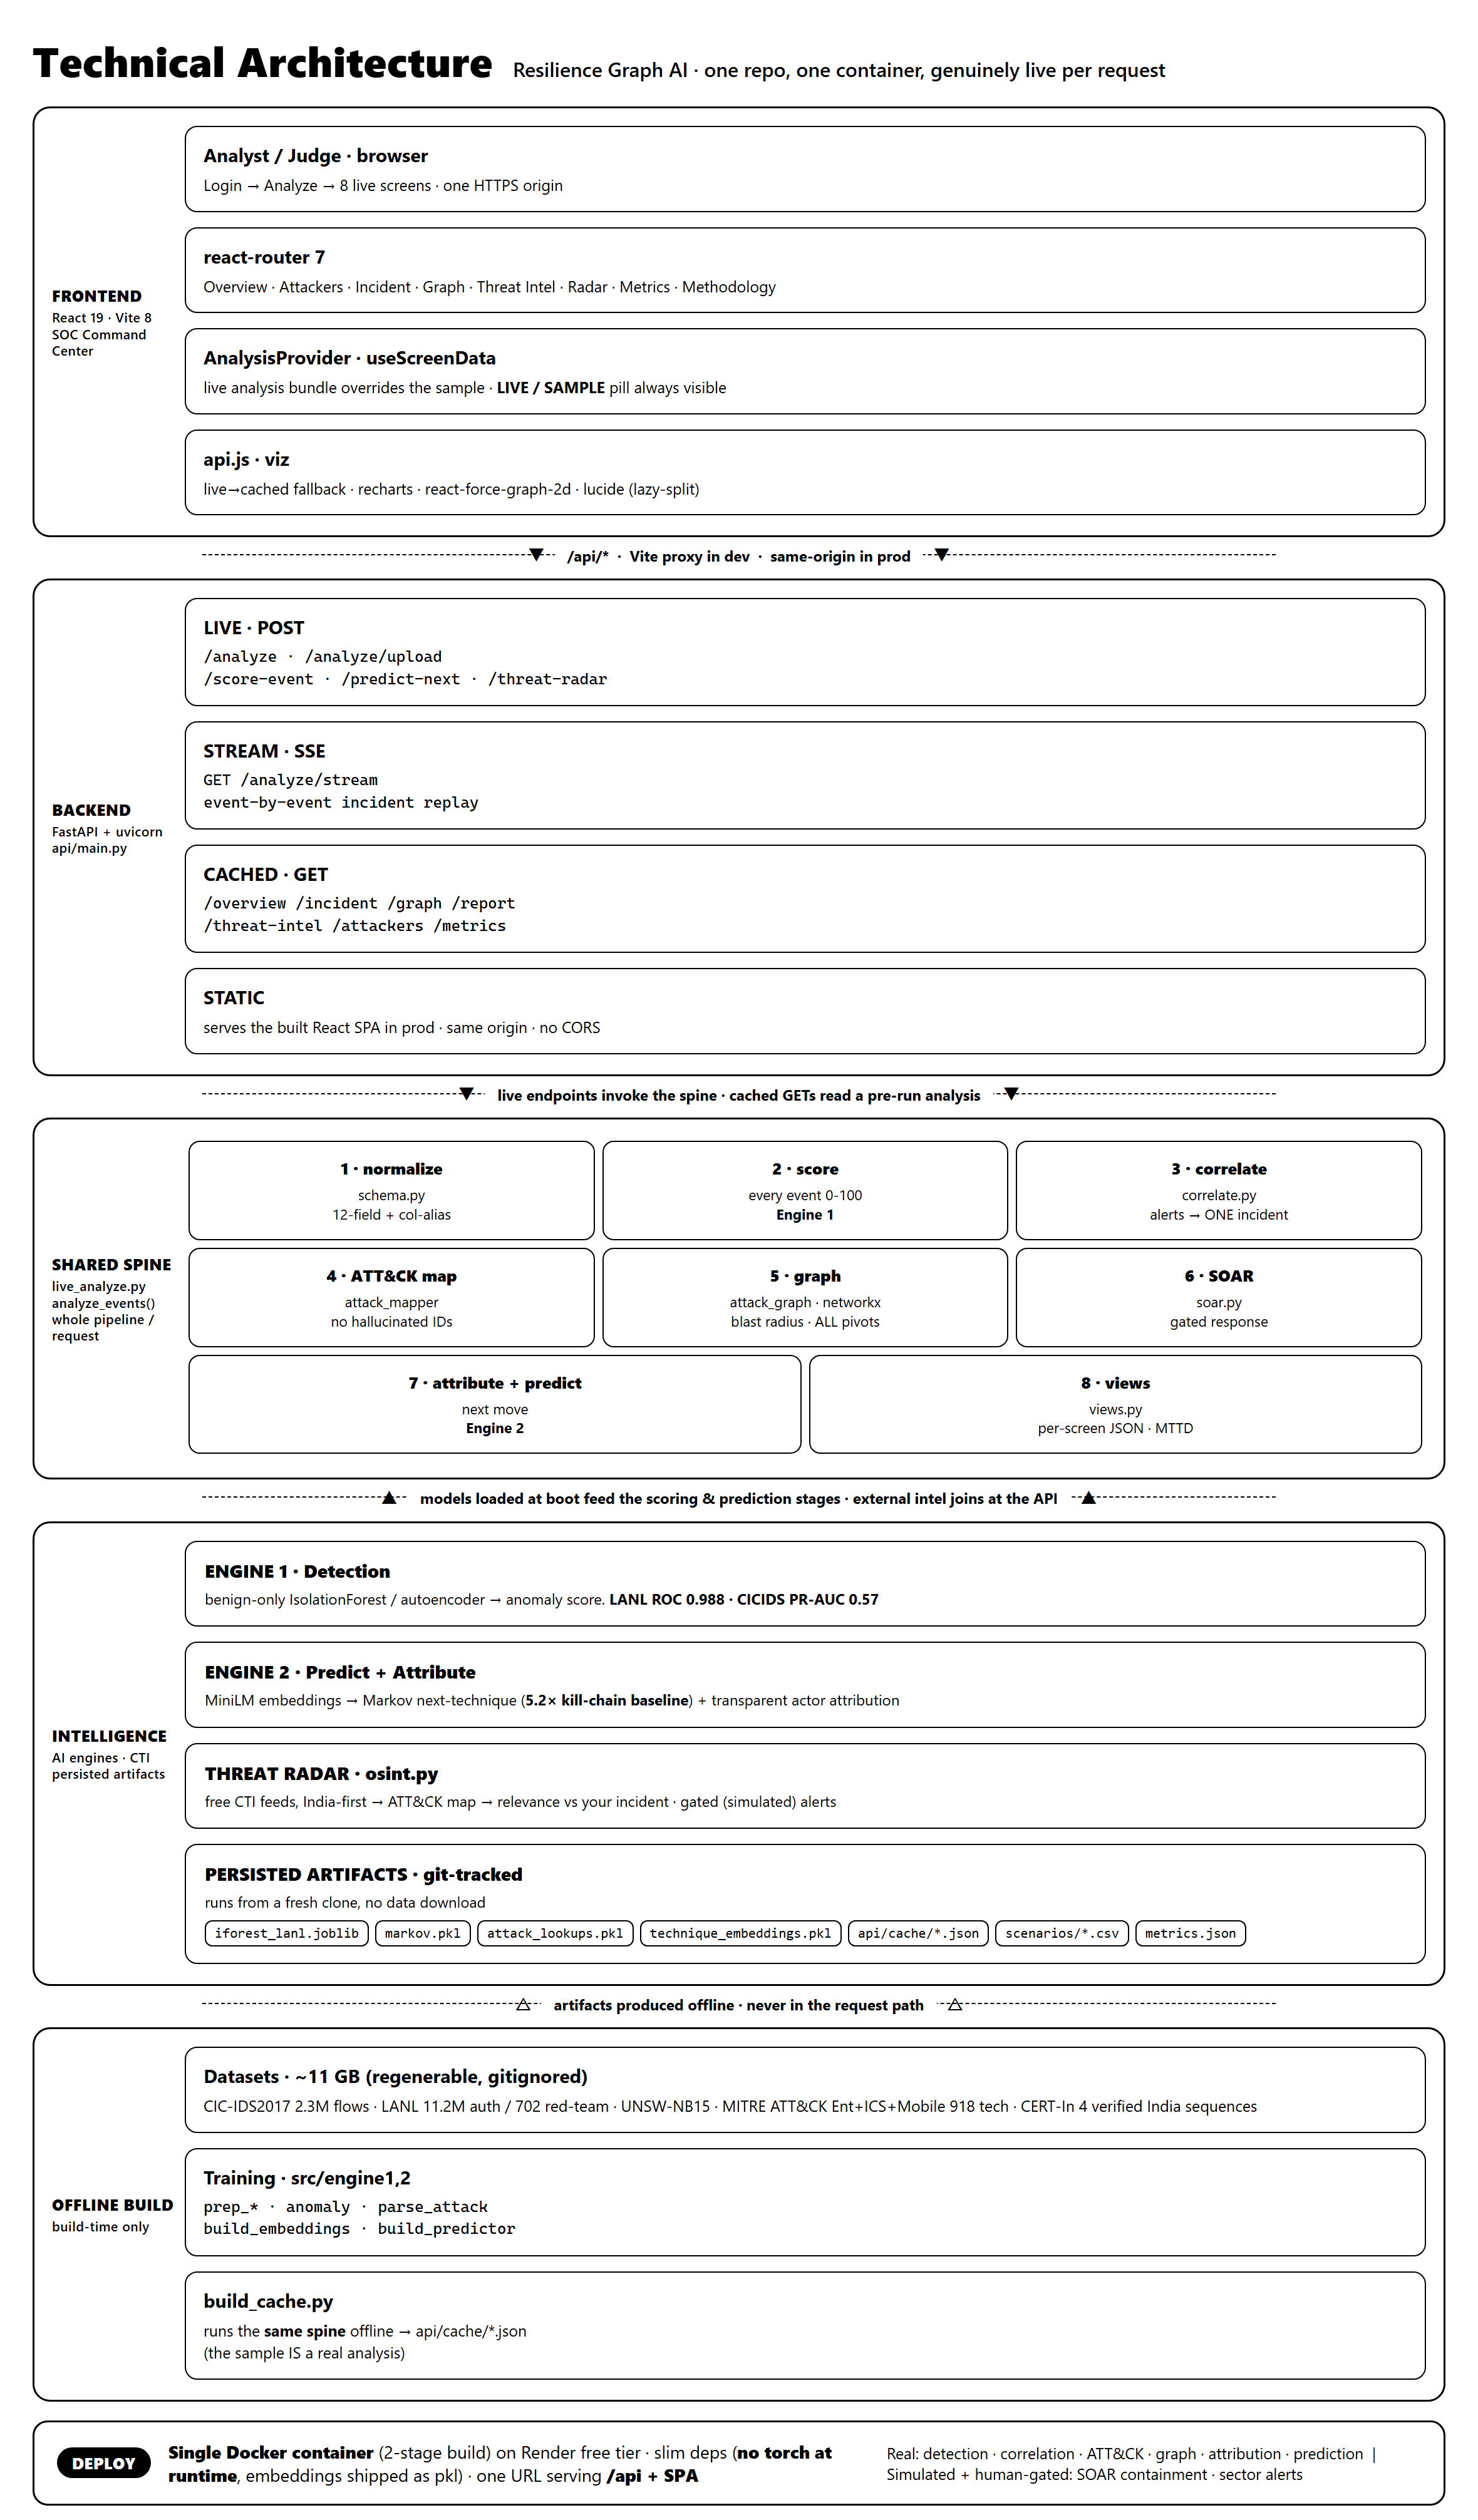 Technical Architecture
Resilience Graph AI · one repo, one container, genuinely live per request
FRONTEND
React 19 · Vite 8
SOC Command
Center
Analyst / Judge · browser
Login → Analyze → 8 live screens · one HTTPS origin
react-router 7
Overview · Attackers · Incident · Graph · Threat Intel · Radar · Metrics · Methodology
AnalysisProvider · useScreenData
live analysis bundle overrides the sample · LIVE / SAMPLE pill always visible
api.js · viz
live→cached fallback · recharts · react-force-graph-2d · lucide (lazy-split)
▼ /api/* · Vite proxy in dev · same-origin in prod ▼
BACKEND
FastAPI + uvicorn
api/main.py
LIVE · POST
/analyze · /analyze/upload
/score-event · /predict-next · /threat-radar
STREAM · SSE
GET /analyze/stream
event-by-event incident replay
CACHED · GET
/overview /incident /graph /report
/threat-intel /attackers /metrics
STATIC
serves the built React SPA in prod · same origin · no CORS
▼ live endpoints invoke the spine · cached GETs read a pre-run analysis ▼
SHARED SPINE
live_analyze.py
analyze_events()
whole pipeline /
request
1 · normalize
schema.py
12-field + col-alias
2 · score
every event 0-100
Engine 1
3 · correlate
correlate.py
alerts → ONE incident
4 · ATT&CK map
attack_mapper
no hallucinated IDs
5 · graph
attack_graph · networkx
blast radius · ALL pivots
6 · SOAR
soar.py
gated response
7 · attribute + predict
next move
Engine 2
8 · views
views.py
per-screen JSON · MTTD
▲ models loaded at boot feed the scoring & prediction stages · external intel joins at the API ▲
INTELLIGENCE
AI engines · CTI
persisted artifacts
ENGINE 1 · Detection
benign-only IsolationForest / autoencoder → anomaly score. LANL ROC 0.988 · CICIDS PR-AUC 0.57
ENGINE 2 · Predict + Attribute
MiniLM embeddings → Markov next-technique (5.2× kill-chain baseline) + transparent actor attribution
THREAT RADAR · osint.py
free CTI feeds, India-first → ATT&CK map → relevance vs your incident · gated (simulated) alerts
PERSISTED ARTIFACTS · git-tracked
runs from a fresh clone, no data download
iforest_lanl.joblib markov.pkl attack_lookups.pkl technique_embeddings.pkl api/cache/*.json scenarios/*.csv metrics.json
△ artifacts produced offline · never in the request path △
OFFLINE BUILD
build-time only
Datasets · ~11 GB (regenerable, gitignored)
CIC-IDS2017 2.3M flows · LANL 11.2M auth / 702 red-team · UNSW-NB15 · MITRE ATT&CK Ent+ICS+Mobile 918 tech · CERT-In 4 verified India sequences
Training · src/engine1,2
prep_* · anomaly · parse_attack
build_embeddings · build_predictor
build_cache.py
runs the same spine offline → api/cache/*.json
(the sample IS a real analysis)
DEPLOY
Single Docker container (2-stage build) on Render free tier · slim deps (no torch at
runtime, embeddings shipped as pkl) · one URL serving /api + SPA
Real: detection · correlation · ATT&CK · graph · attribution · prediction |
Simulated + human-gated: SOAR containment · sector alerts